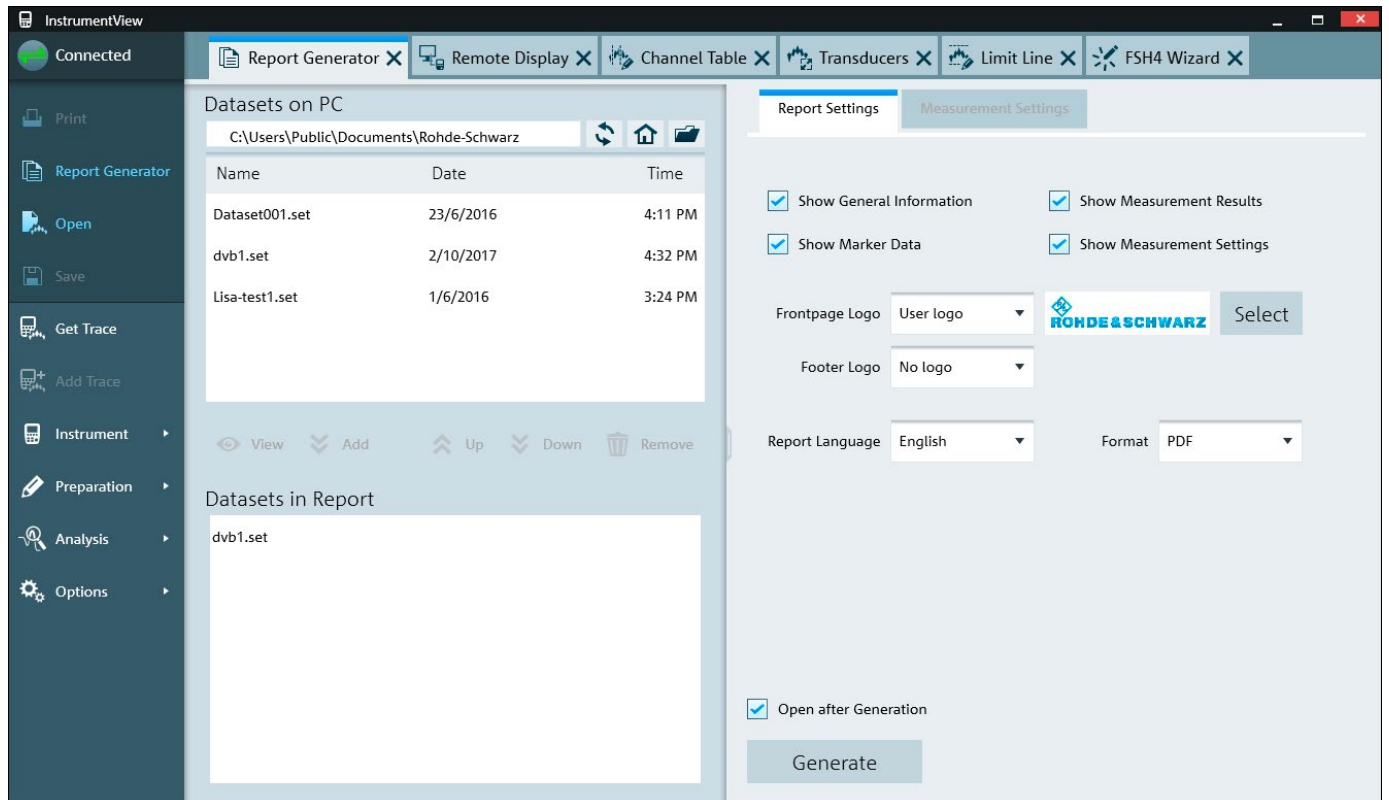 InstrumentView
Connected
Report Generator
Remote Display
Channel Table
Transducers
Limit Line
FSH4 Wizard
Print
Report Generator
Open
Save
Get Trace
Add Trace
Instrument
Preparation
Analysis
Options
Datasets on PC
C:\Users\Public\Documents\Rohde-Schwarz
Name Date Time
Dataset001.set 23/6/2016 4:11 PM
dvb1.set 2/10/2017 4:32 PM
Lisa-test1.set 1/6/2016 3:24 PM
View Add Up Down Remove
Datasets in Report
dvb1.set
Report Settings Measurement Settings
Show General Information Show Measurement Results
Show Marker Data Show Measurement Settings
Frontpage Logo User logo ROHDE&SCHWARZ Select
Footer Logo No logo
Report Language English Format PDF
Open after Generation
Generate